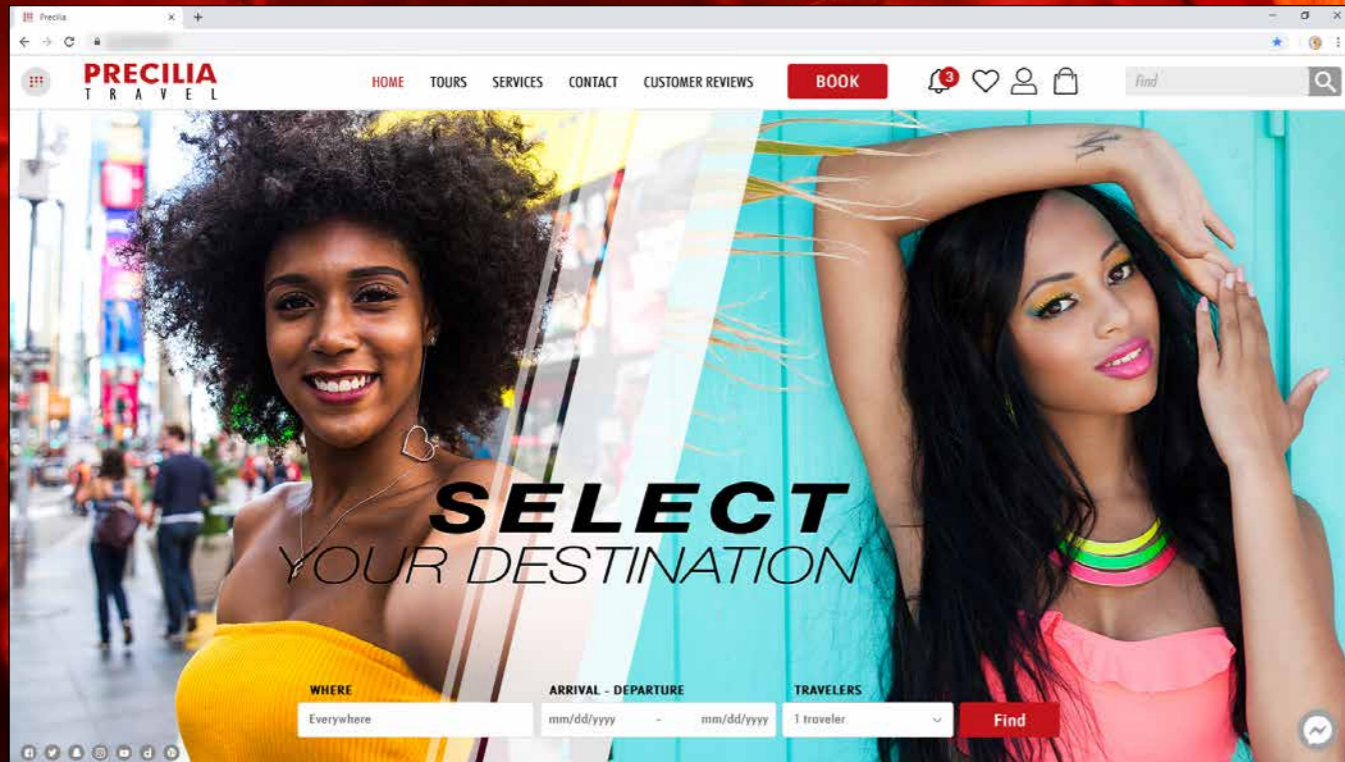 Precilia
PRECILIA
TRAVEL
HOME TOURS SERVICES CONTACT CUSTOMER REVIEWS BOOK
3
find
SELECT
YOUR DESTINATION
WHERE ARRIVAL - DEPARTURE TRAVELERS
Everywhere mm/dd/yyyy - mm/dd/yyyy 1 traveler Find